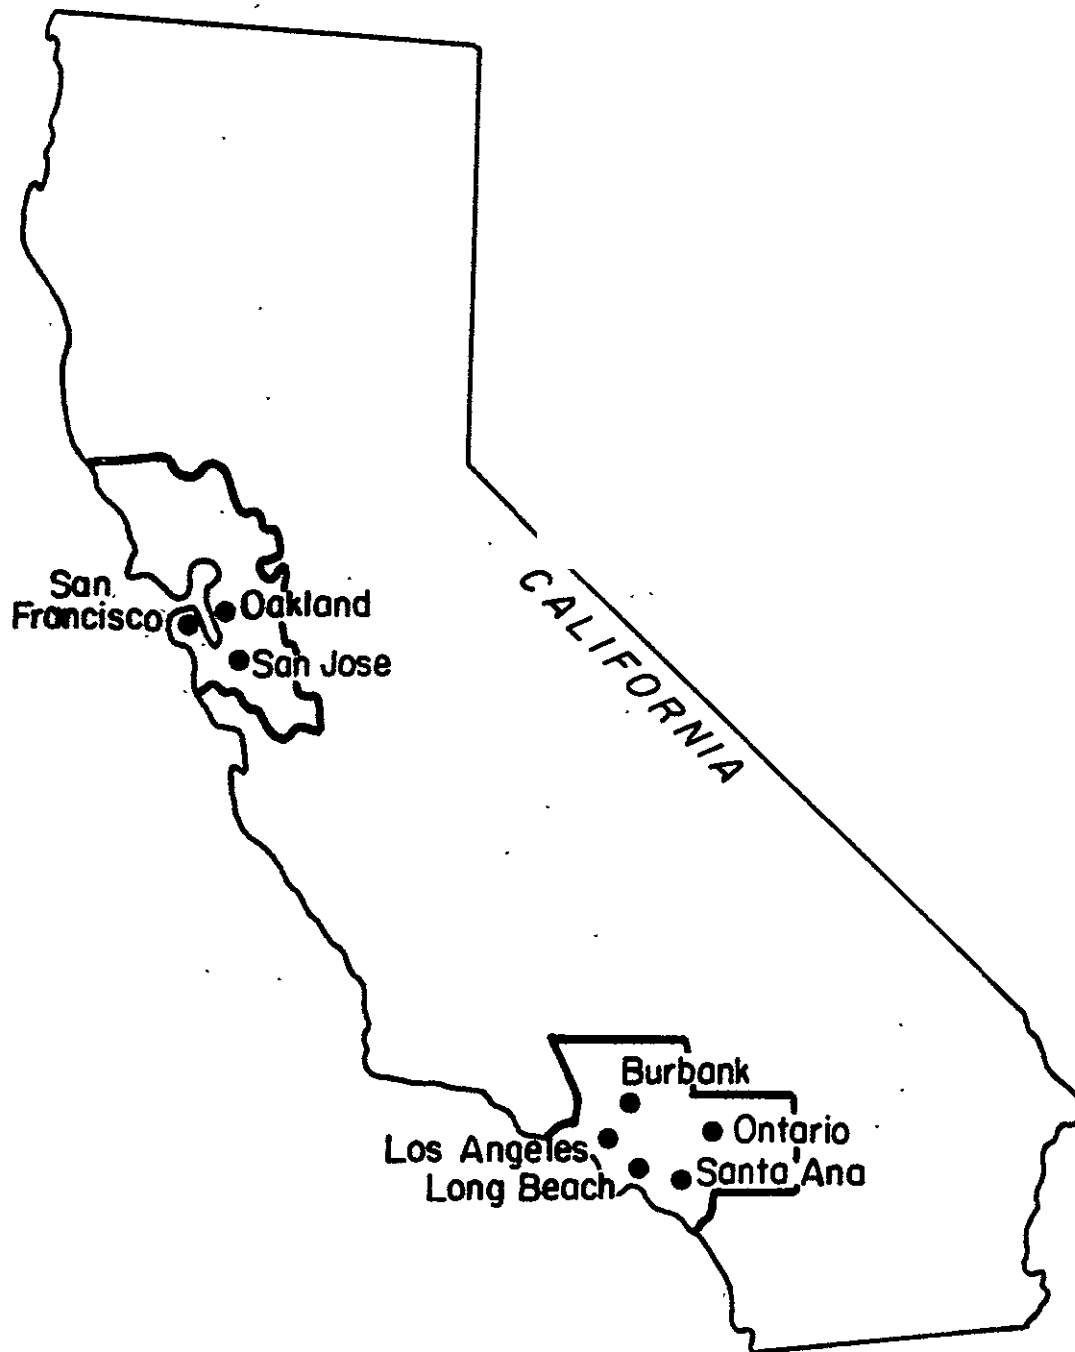 San
Francisco
Oakland
San Jose
CALIFORNIA
Burbank
Ontario
Los Angeles
Santa Ana
Long Beach